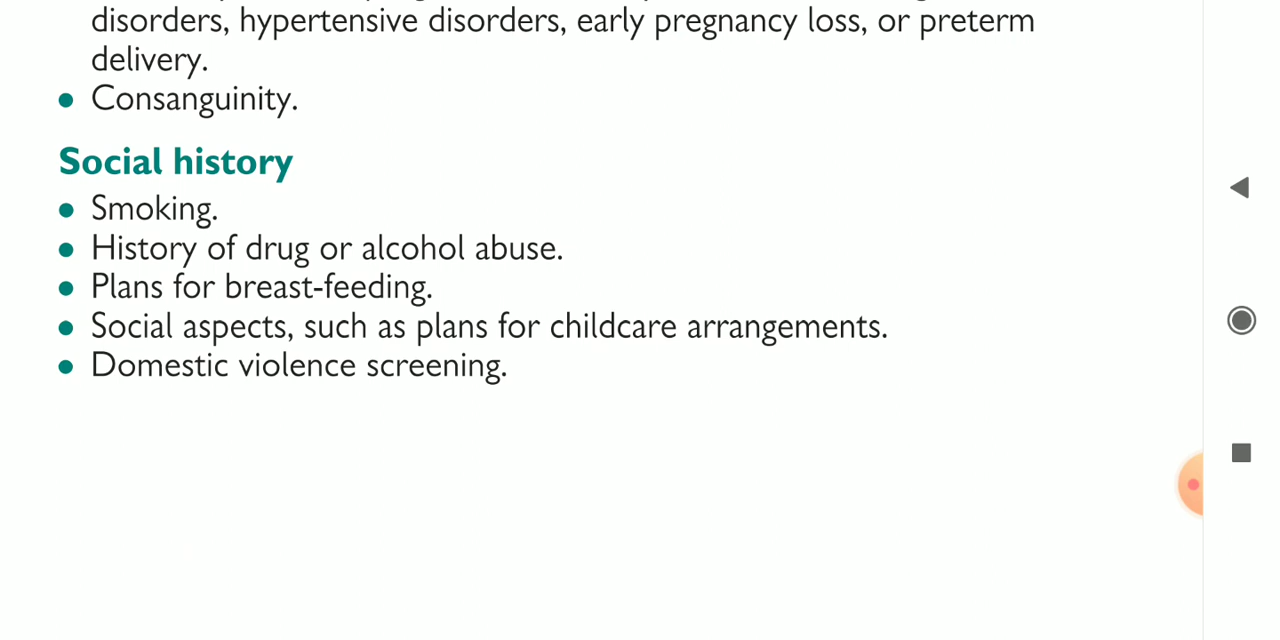 disorders, hypertensive disorders, early pregnancy loss, or preterm
delivery.
• Consanguinity.
Social history
• Smoking.
• History of drug or alcohol abuse.
• Plans for breast-feeding.
• Social aspects, such as plans for childcare arrangements.
• Domestic violence screening.